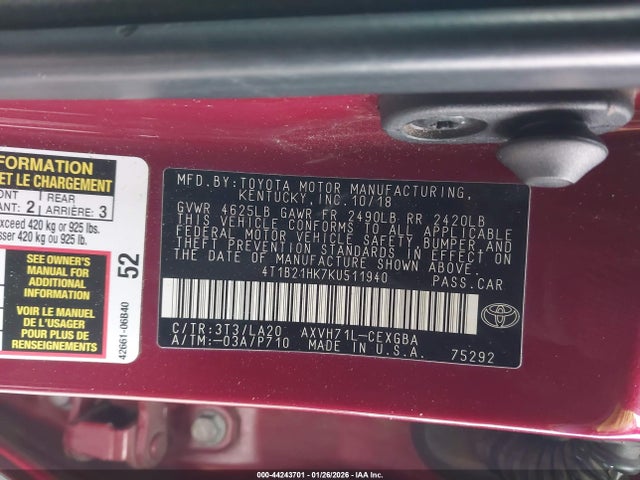 FORMATION
ET LE CHARGEMENT
ONT
ANT: 2
REAR
ARRIÈRE: 3
exceed 420 kg or 925 lbs.
sser 420 kg ou 925 lb.
SEE OWNER'S
MANUAL FOR
ADDITIONAL
INFORMATION
VOIR LE MANUEL
DE L'USAGER
POUR PLUS DE
RENSEIGNEMENTS
52
42661-06B40
MFD. BY: TOYOTA MOTOR MANUFACTURING,
KENTUCKY, INC. 10/18
GVWR 4625LB GAWR FR 2490LB RR 2420LB
THIS VEHICLE CONFORMS TO ALL APPLICABLE
FEDERAL MOTOR VEHICLE SAFETY, BUMPER, AND
THEFT PREVENTION STANDARDS IN EFFECT ON
THE DATE OF MANUFACTURE SHOWN ABOVE.
4T1B21HK7KU511940 PASS.CAR
C/TR:3T3/LA20 AXVH71L-CEXGBA
A/TM:-03A/P710 MADE IN U.S.A. 75292
TOYOTA
000-44243701 - 01/26/2026 - IAA Inc.